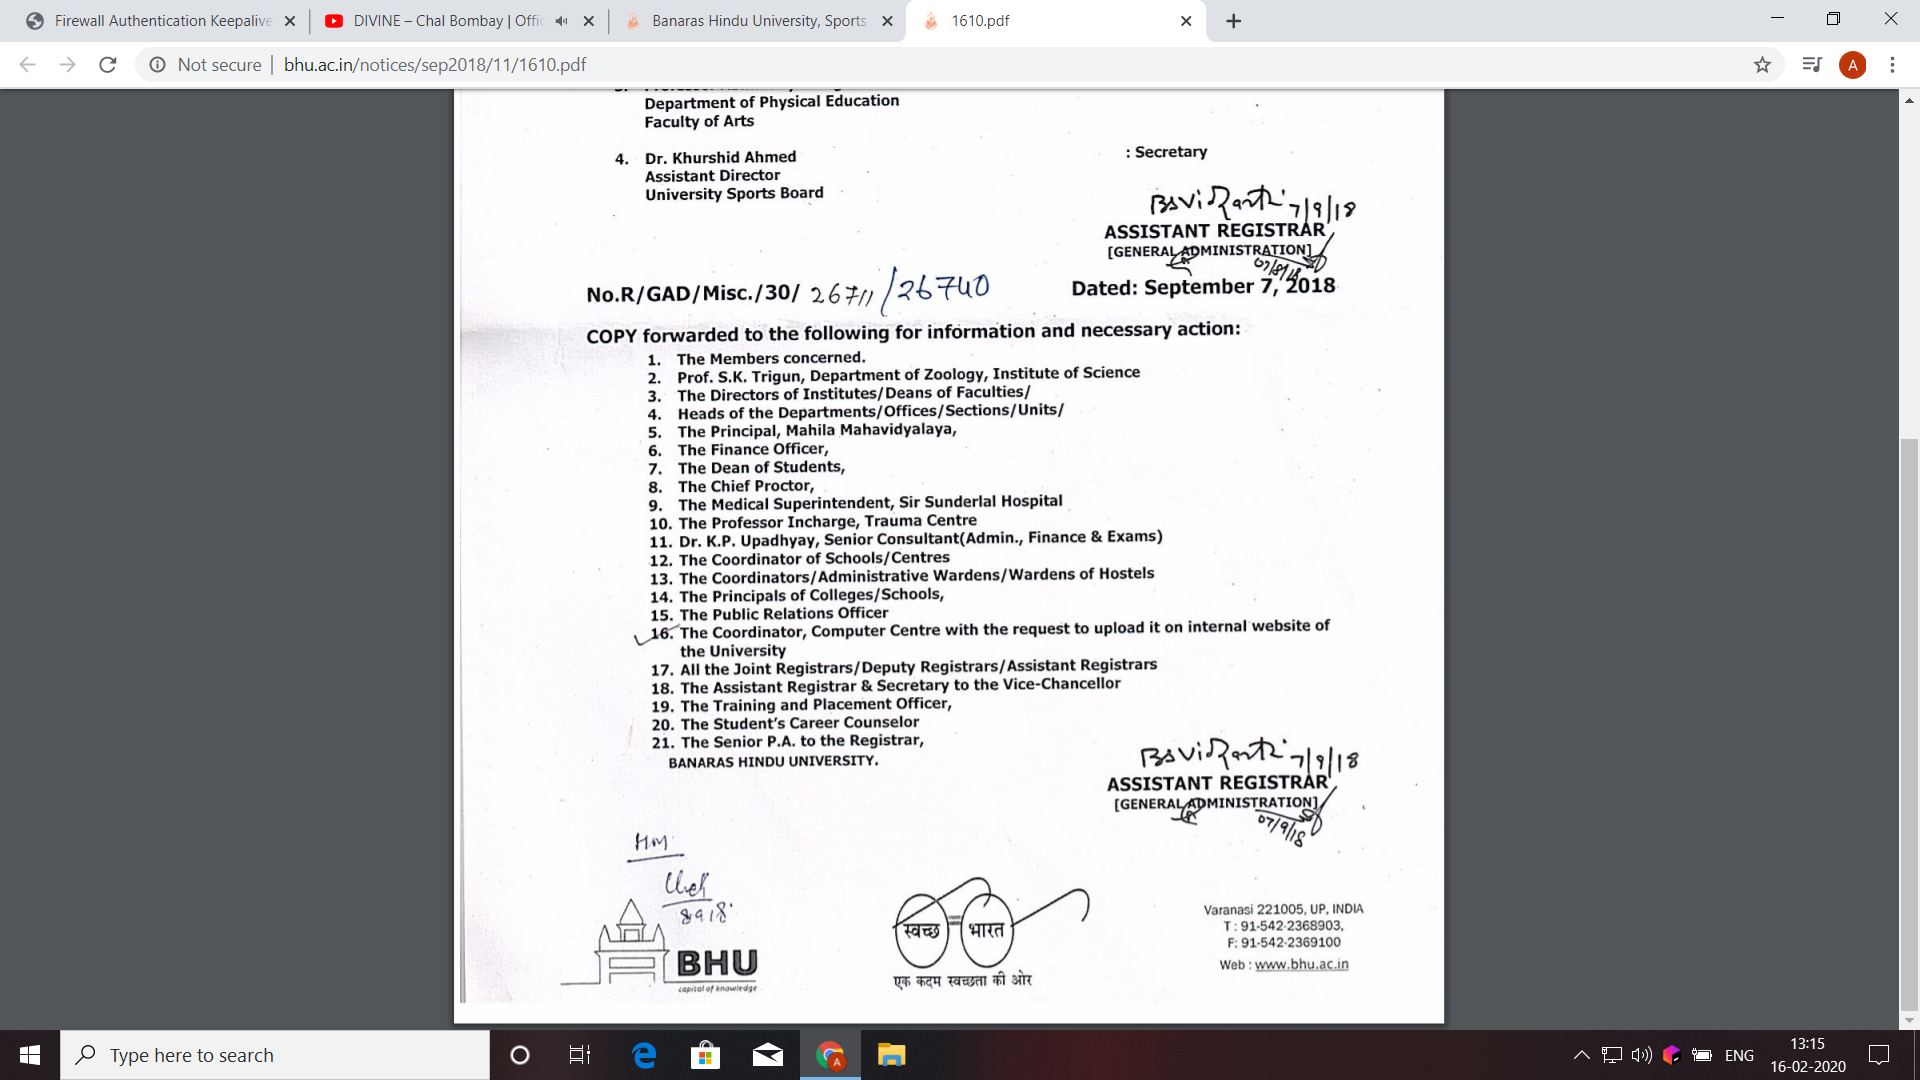 Firewall Authentication Keepalive
DIVINE – Chal Bombay | Offic
Banaras Hindu University, Sports
1610.pdf
Not secure | bhu.ac.in/notices/sep2018/11/1610.pdf
A
Department of Physical Education
Faculty of Arts
4. Dr. Khurshid Ahmed : Secretary
Assistant Director
University Sports Board
7/9/18
ASSISTANT REGISTRAR
[GENERAL ADMINISTRATION]
No.R/GAD/Misc./30/ 26711/26740 Dated: September 7, 2018
COPY forwarded to the following for information and necessary action:
1. The Members concerned.
2. Prof. S.K. Trigun, Department of Zoology, Institute of Science
3. The Directors of Institutes/Deans of Faculties/
4. Heads of the Departments/Offices/Sections/Units/
5. The Principal, Mahila Mahavidyalaya,
6. The Finance Officer,
7. The Dean of Students,
8. The Chief Proctor,
9. The Medical Superintendent, Sir Sunderlal Hospital
10. The Professor Incharge, Trauma Centre
11. Dr. K.P. Upadhyay, Senior Consultant(Admin., Finance & Exams)
12. The Coordinator of Schools/Centres
13. The Coordinators/Administrative Wardens/Wardens of Hostels
14. The Principals of Colleges/Schools,
15. The Public Relations Officer
16. The Coordinator, Computer Centre with the request to upload it on internal website of
the University
17. All the Joint Registrars/Deputy Registrars/Assistant Registrars
18. The Assistant Registrar & Secretary to the Vice-Chancellor
19. The Training and Placement Officer,
20. The Student's Career Counselor
21. The Senior P.A. to the Registrar,
BANARAS HINDU UNIVERSITY.
7/9/18
ASSISTANT REGISTRAR
[GENERAL ADMINISTRATION]
07/9/18
BHU
capital of knowledge
स्वच्छ भारत
एक कदम स्वच्छता की ओर
Varanasi 221005, UP, INDIA
T : 91-542-2368903,
F: 91-542-2369100
Web : www.bhu.ac.in
Type here to search
A
ENG
13:15
16-02-2020